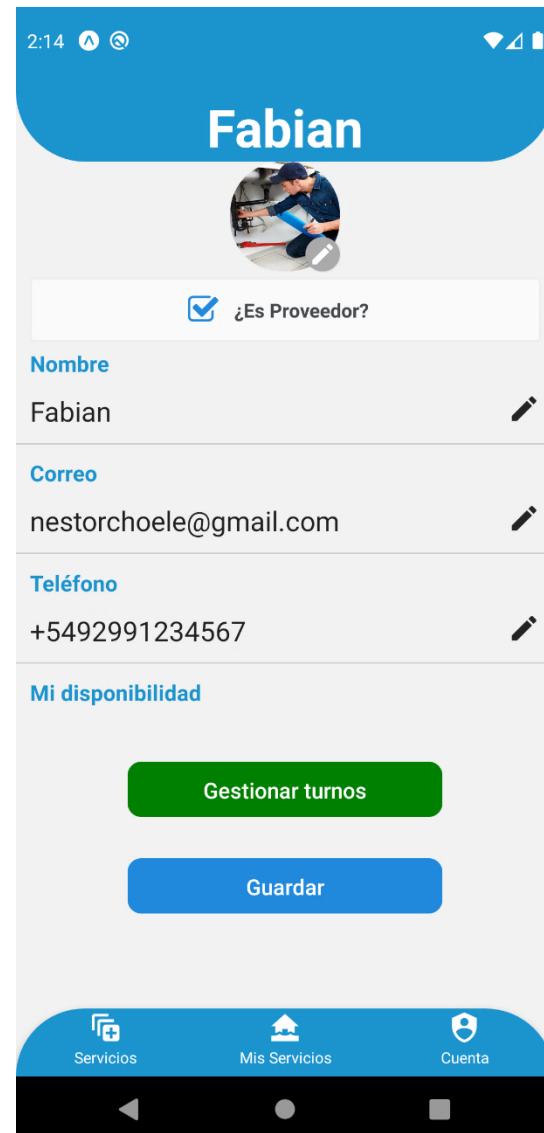 2:14
Fabian
¿Es Proveedor?
Nombre
Fabian
Correo
nestorchoele@gmail.com
Teléfono
+5492991234567
Mi disponibilidad
Gestionar turnos
Guardar
Servicios
Mis Servicios
Cuenta